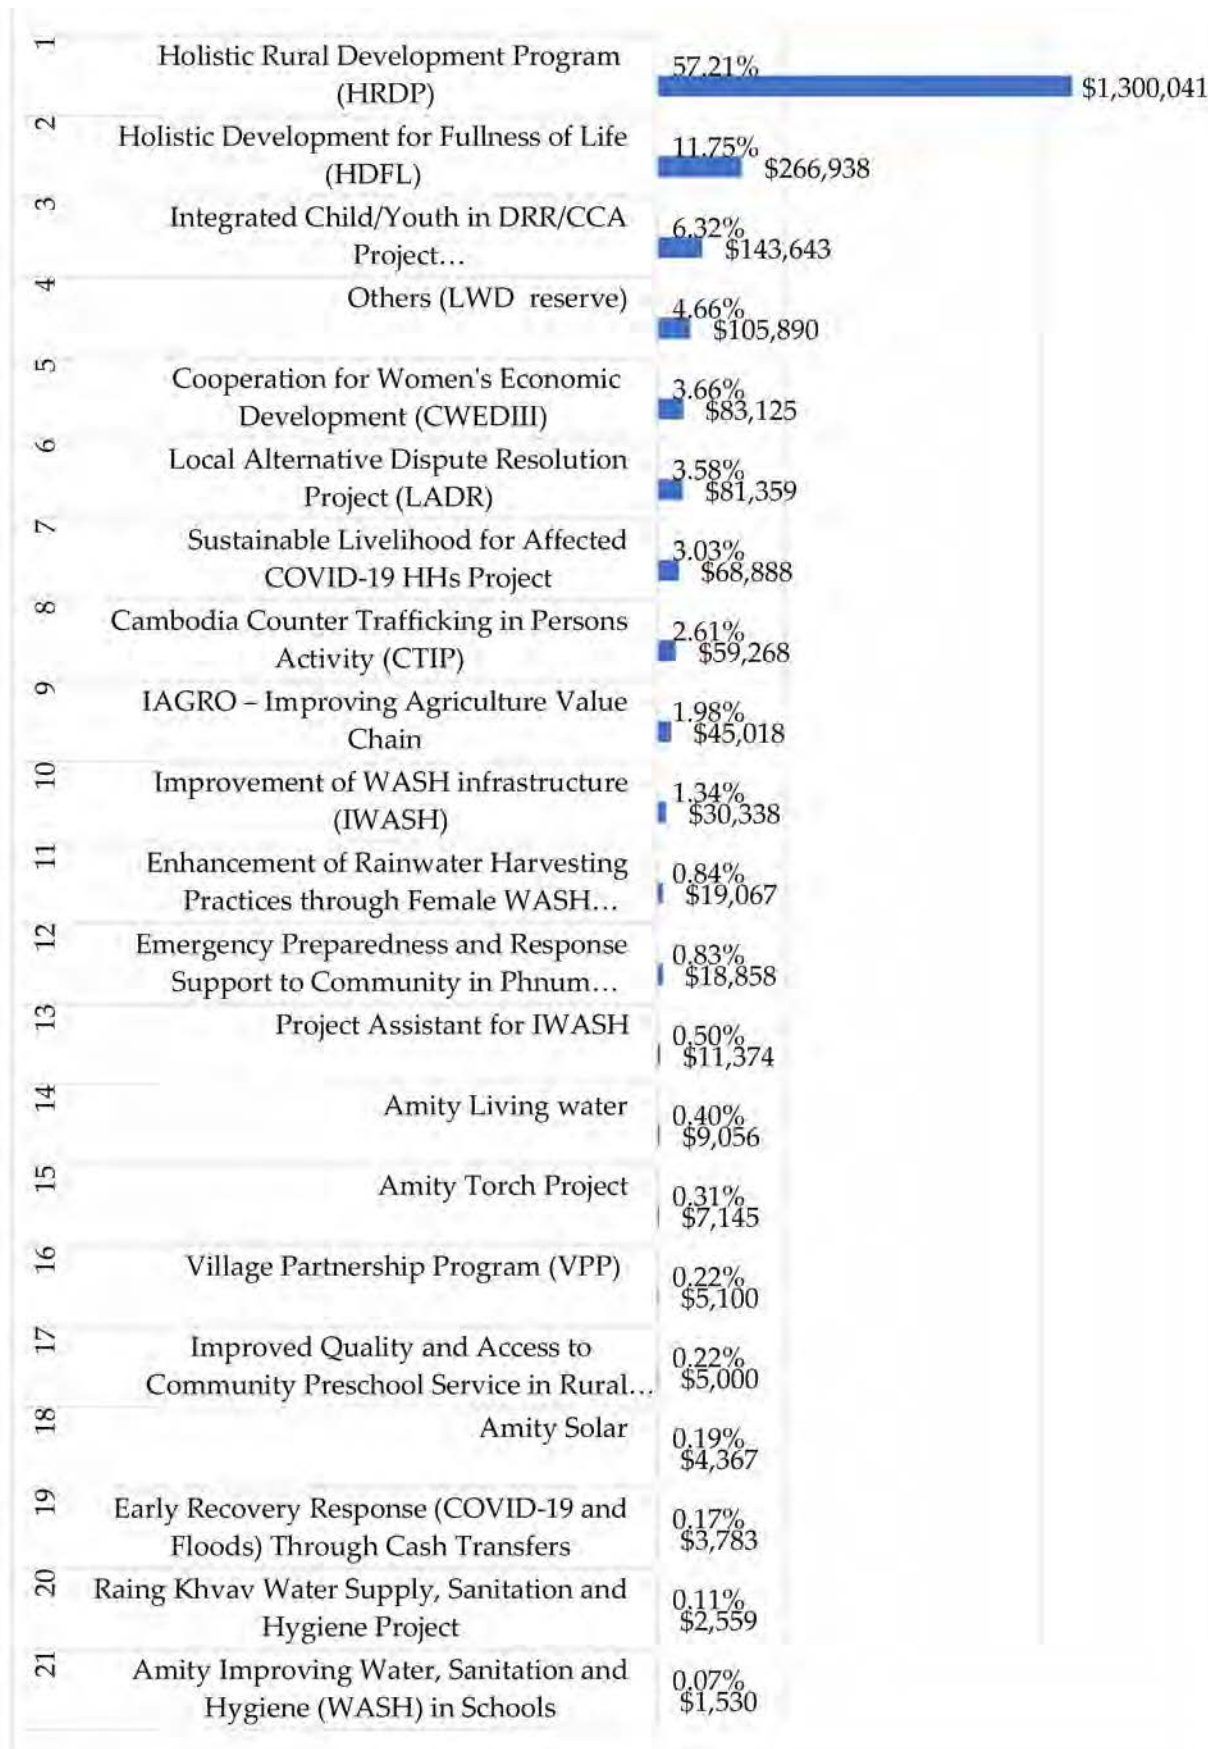 1
Holistic Rural Development Program
(HRDP)
57.21%
$1,300,041
2
Holistic Development for Fullness of Life
(HDFL)
11.75%
$266,938
3
Integrated Child/Youth in DRR/CCA
Project...
6.32%
$143,643
4
Others (LWD reserve)
4.66%
$105,890
5
Cooperation for Women's Economic
Development (CWEDIII)
3.66%
$83,125
6
Local Alternative Dispute Resolution
Project (LADR)
3.58%
$81,359
7
Sustainable Livelihood for Affected
COVID-19 HHs Project
3.03%
$68,888
8
Cambodia Counter Trafficking in Persons
Activity (CTIP)
2.61%
$59,268
9
IAGRO – Improving Agriculture Value
Chain
1.98%
$45,018
10
Improvement of WASH infrastructure
(IWASH)
1.34%
$30,338
11
Enhancement of Rainwater Harvesting
Practices through Female WASH...
0.84%
$19,067
12
Emergency Preparedness and Response
Support to Community in Phnum...
0.83%
$18,858
13
Project Assistant for IWASH
0.50%
$11,374
14
Amity Living water
0.40%
$9,056
15
Amity Torch Project
0.31%
$7,145
16
Village Partnership Program (VPP)
0.22%
$5,100
17
Improved Quality and Access to
Community Preschool Service in Rural...
0.22%
$5,000
18
Amity Solar
0.19%
$4,367
19
Early Recovery Response (COVID-19 and
Floods) Through Cash Transfers
0.17%
$3,783
20
Raing Khvav Water Supply, Sanitation and
Hygiene Project
0.11%
$2,559
21
Amity Improving Water, Sanitation and
Hygiene (WASH) in Schools
0.07%
$1,530